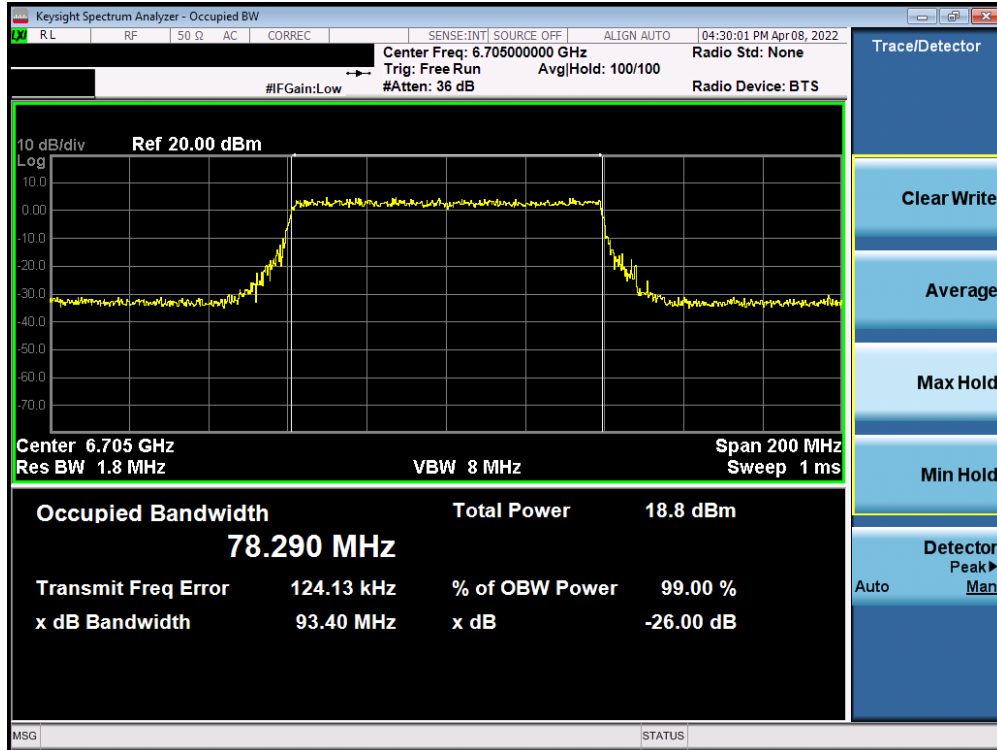 Keysight Spectrum Analyzer - Occupied BW
LXI RL RF 50 Ω AC CORREC SENSE:INT SOURCE OFF ALIGN AUTO 04:30:01 PM Apr 08, 2022
Center Freq: 6.705000000 GHz Radio Std: None
Trig: Free Run Avg|Hold: 100/100
#IFGain:Low #Atten: 36 dB Radio Device: BTS
Trace/Detector
10 dB/div Ref 20.00 dBm
Log
10.0
0.00
-10.0
-20.0
-30.0
-40.0
-50.0
-60.0
-70.0
Center 6.705 GHz Span 200 MHz
Res BW 1.8 MHz VBW 8 MHz Sweep 1 ms
Occupied Bandwidth Total Power 18.8 dBm
78.290 MHz
Transmit Freq Error 124.13 kHz % of OBW Power 99.00 %
x dB Bandwidth 93.40 MHz x dB -26.00 dB
Clear Write
Average
Max Hold
Min Hold
Detector
Peak▶
Auto Man
MSG STATUS